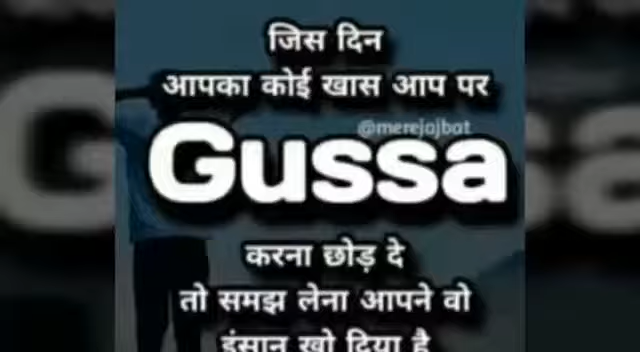 जिस दिन
आपका कोई खास आप पर
@merejajbat
Gussa
करना छोड़ दे
तो समझ लेना आपने वो
इंसान खो दिया है